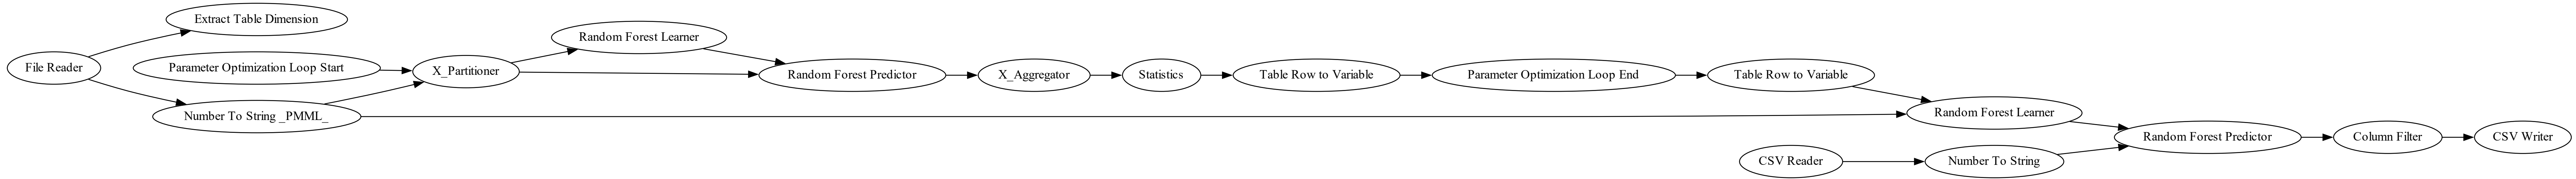 File Reader
Extract Table Dimension
Parameter Optimization Loop Start
Number To String _PMML_
X_Partitioner
Random Forest Learner
Random Forest Predictor
X_Aggregator
Statistics
Table Row to Variable
Parameter Optimization Loop End
Table Row to Variable
Random Forest Learner
CSV Reader
Number To String
Random Forest Predictor
Column Filter
CSV Writer